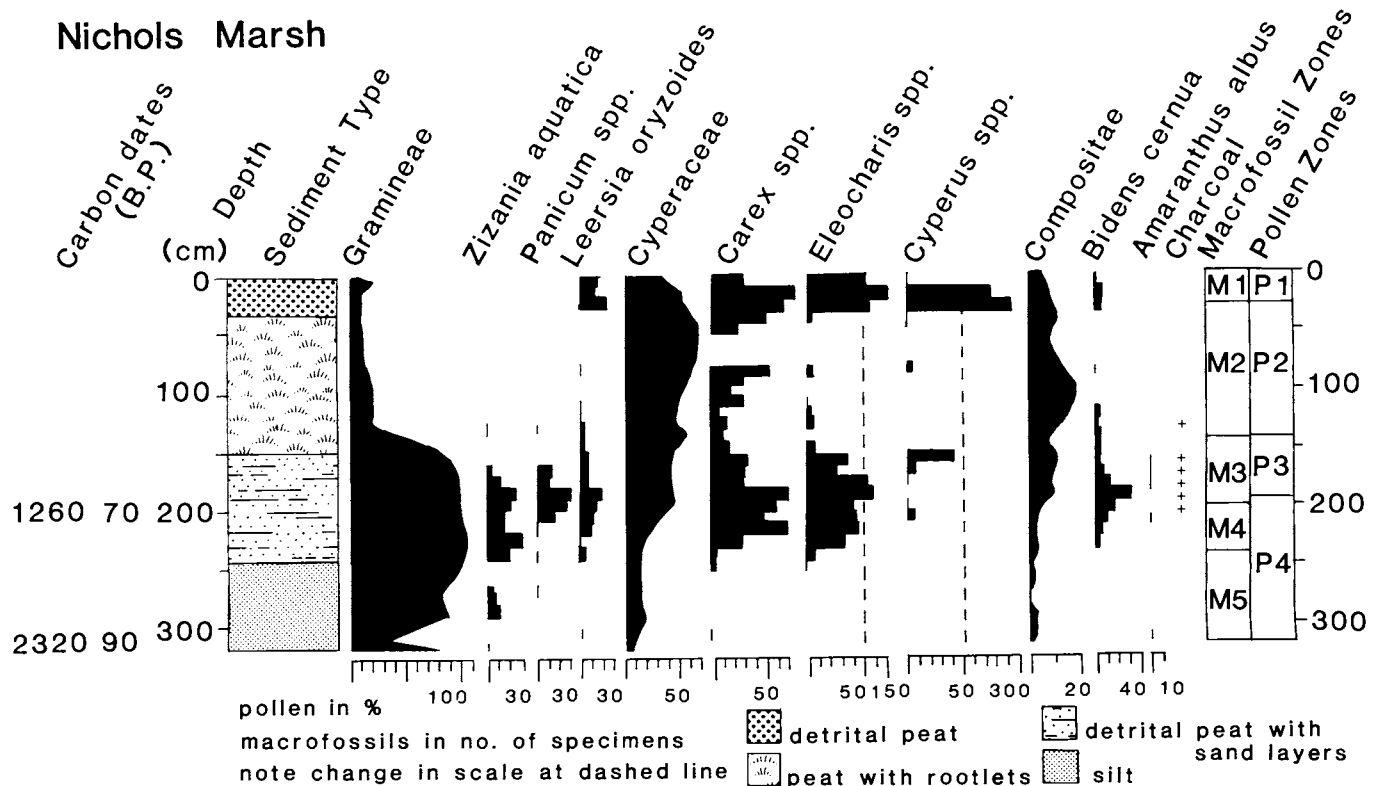 Nichols Marsh
Carbon dates
(B.P.)
Depth
(cm)
Sediment Type
Gramineae
Zizania aquatica
Panicum spp.
Leersia oryzoides
Cyperaceae
Carex spp.
Eleocharis spp.
Cyperus spp.
Compositae
Bidens cernua
Amaranthus albus
Charcoal
Macrofossil Zones
Pollen Zones
0
100
1260 70 200
2320 90 300
+
+
+
+
+
+
+
M1 P1 0
M2 P2
100
M3 P3
200
M4
P4
M5
300
100 30 30 30 50 50 50 150 50 300 20 40 10
pollen in %
macrofossils in no. of specimens
note change in scale at dashed line
detrital peat
peat with rootlets
detrital peat with
sand layers
silt